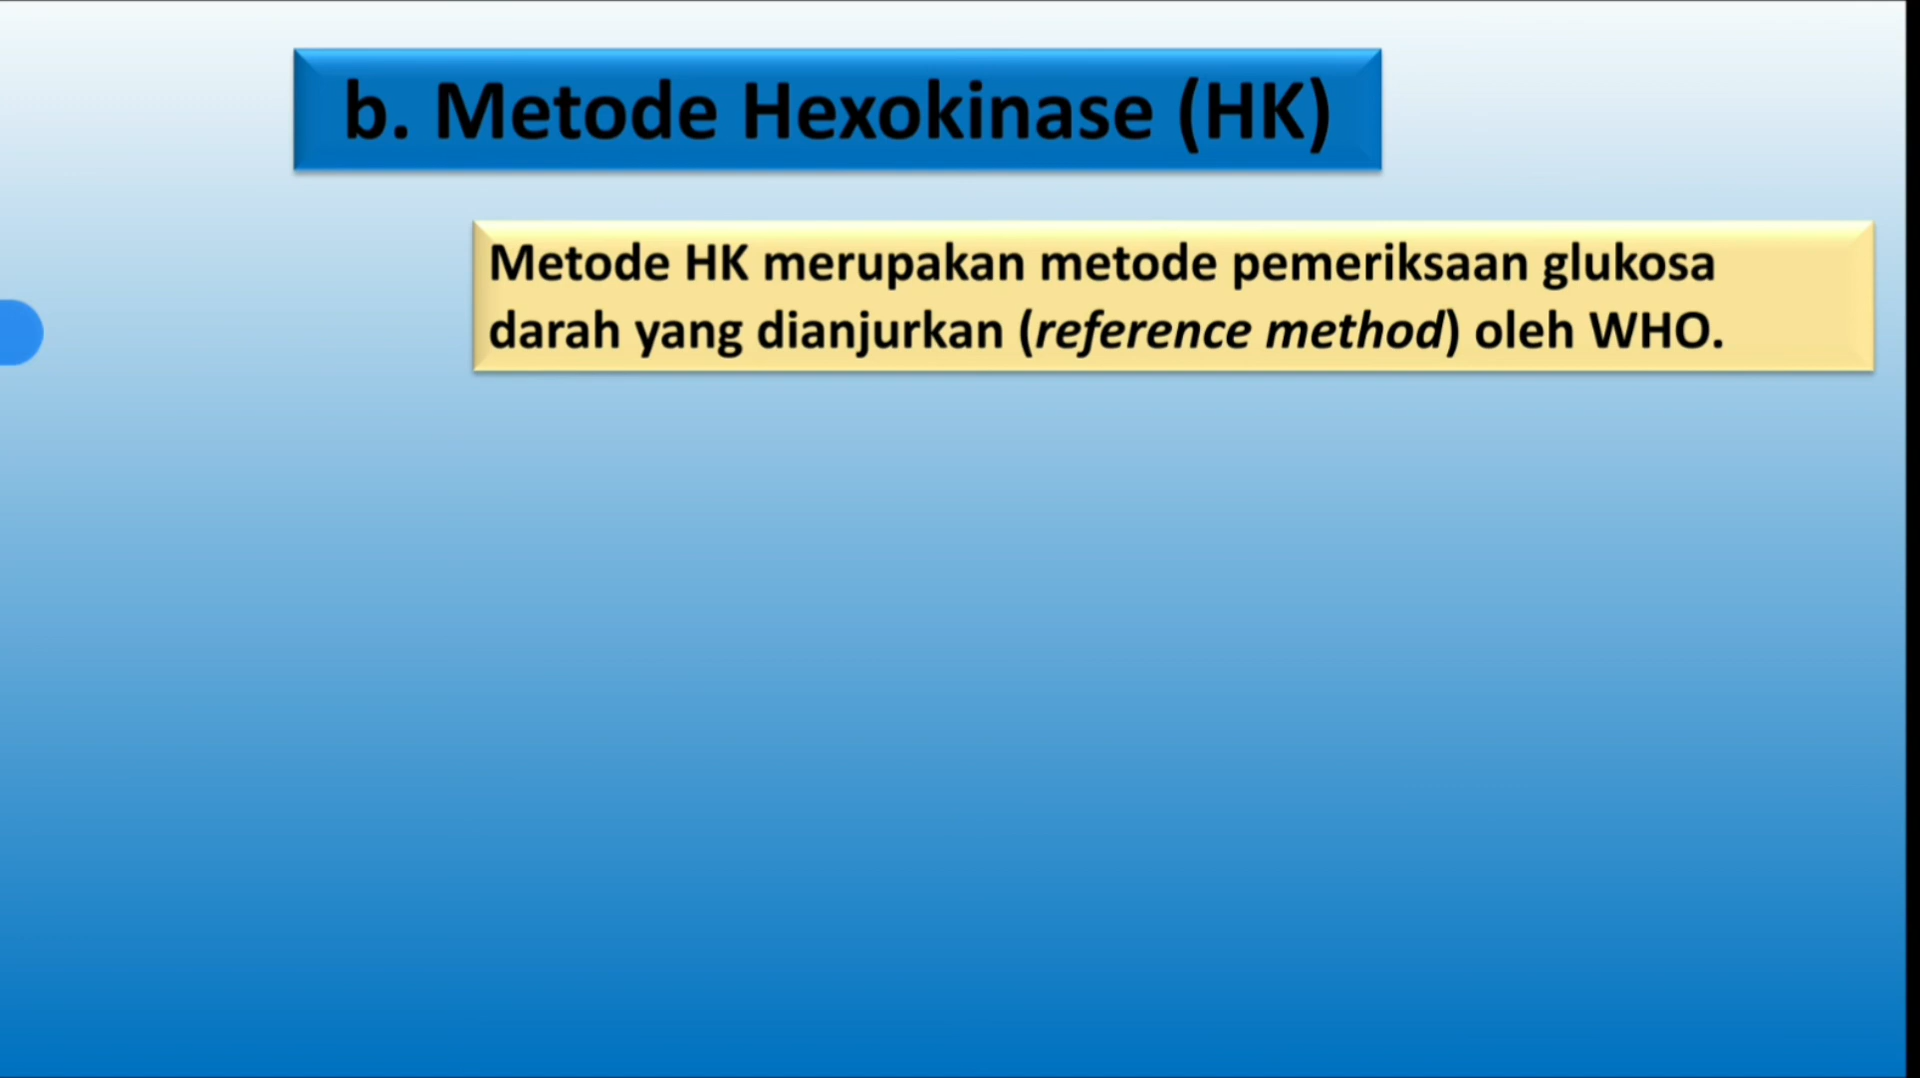 b. Metode Hexokinase (HK)
Metode HK merupakan metode pemeriksaan glukosa
darah yang dianjurkan (reference method) oleh WHO.